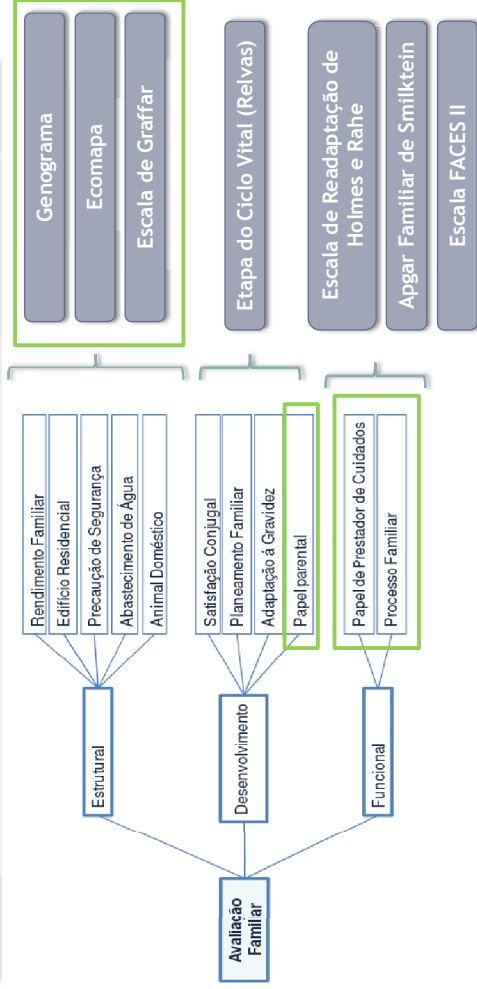 Avaliação
Familiar
Estrutural
Rendimento Familiar
Edifício Residencial
Precaução de Segurança
Abastecimento de Água
Animal Doméstico
Genograma
Ecomapa
Escala de Graffar
Desenvolvimento
Satisfação Conjugal
Planeamento Familiar
Adaptação á Gravidez
Papel parental
Etapa do Ciclo Vital (Relvas)
Funcional
Papel de Prestador de Cuidados
Processo Familiar
Escala de Readaptação de
Holmes e Rahe
Apgar Familiar de Smilktein
Escala FACES II